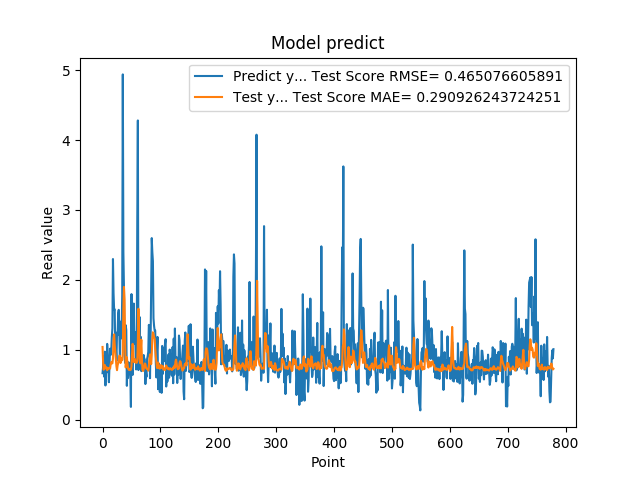 Model predict
Predict y... Test Score RMSE= 0.465076605891
Test y... Test Score MAE= 0.290926243724251
Real value
5
4
3
2
1
0
0 100 200 300 400 500 600 700 800
Point